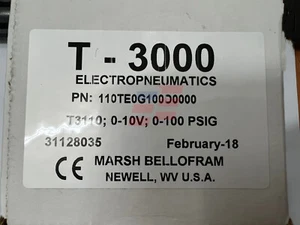 T - 3000
ELECTROPNEUMATICS
PN: 110TE0G100D0000
T3110; 0-10V; 0-100 PSIG
31128035 February-18
CE MARSH BELLOFRAM
NEWELL, WV U.S.A.